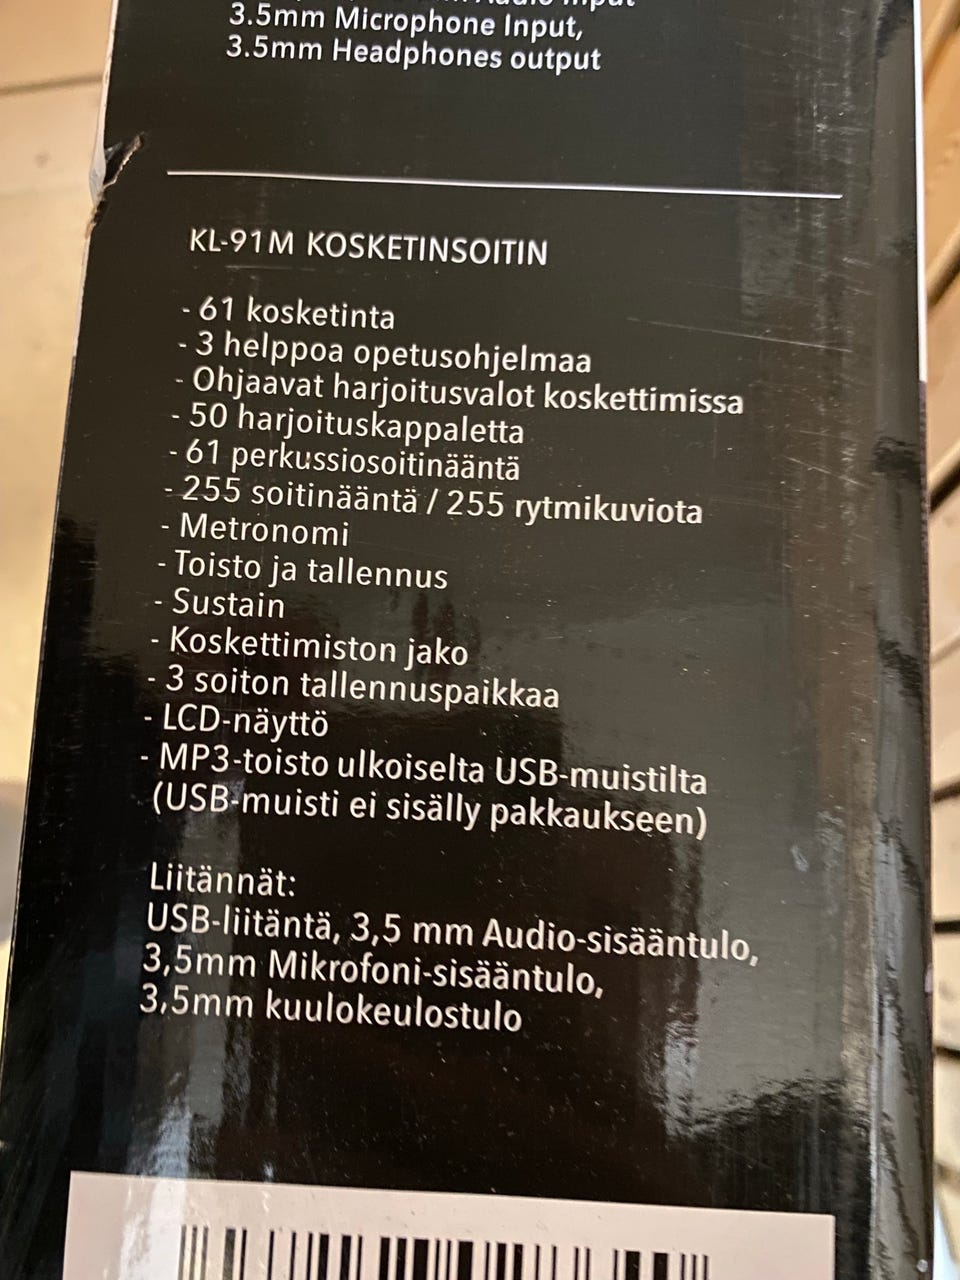 3.5mm Microphone Input,
3.5mm Headphones output
KL-91M KOSKETINSOITIN
- 61 kosketinta
- 3 helppoa opetusohjelmaa
- Ohjaavat harjoitusvalot koskettimissa
- 50 harjoituskappaletta
- 61 perkussiosoitinääntä
- 255 soitinääntä / 255 rytmikuviota
- Metronomi
- Toisto ja tallennus
- Sustain
- Koskettimiston jako
- 3 soiton tallennuspaikkaa
- LCD-näyttö
- MP3-toisto ulkoiselta USB-muistilta
(USB-muisti ei sisälly pakkaukseen)
Liitännät:
USB-liitäntä, 3,5 mm Audio-sisääntulo,
3,5mm Mikrofoni-sisääntulo,
3,5mm kuulokeulostulo